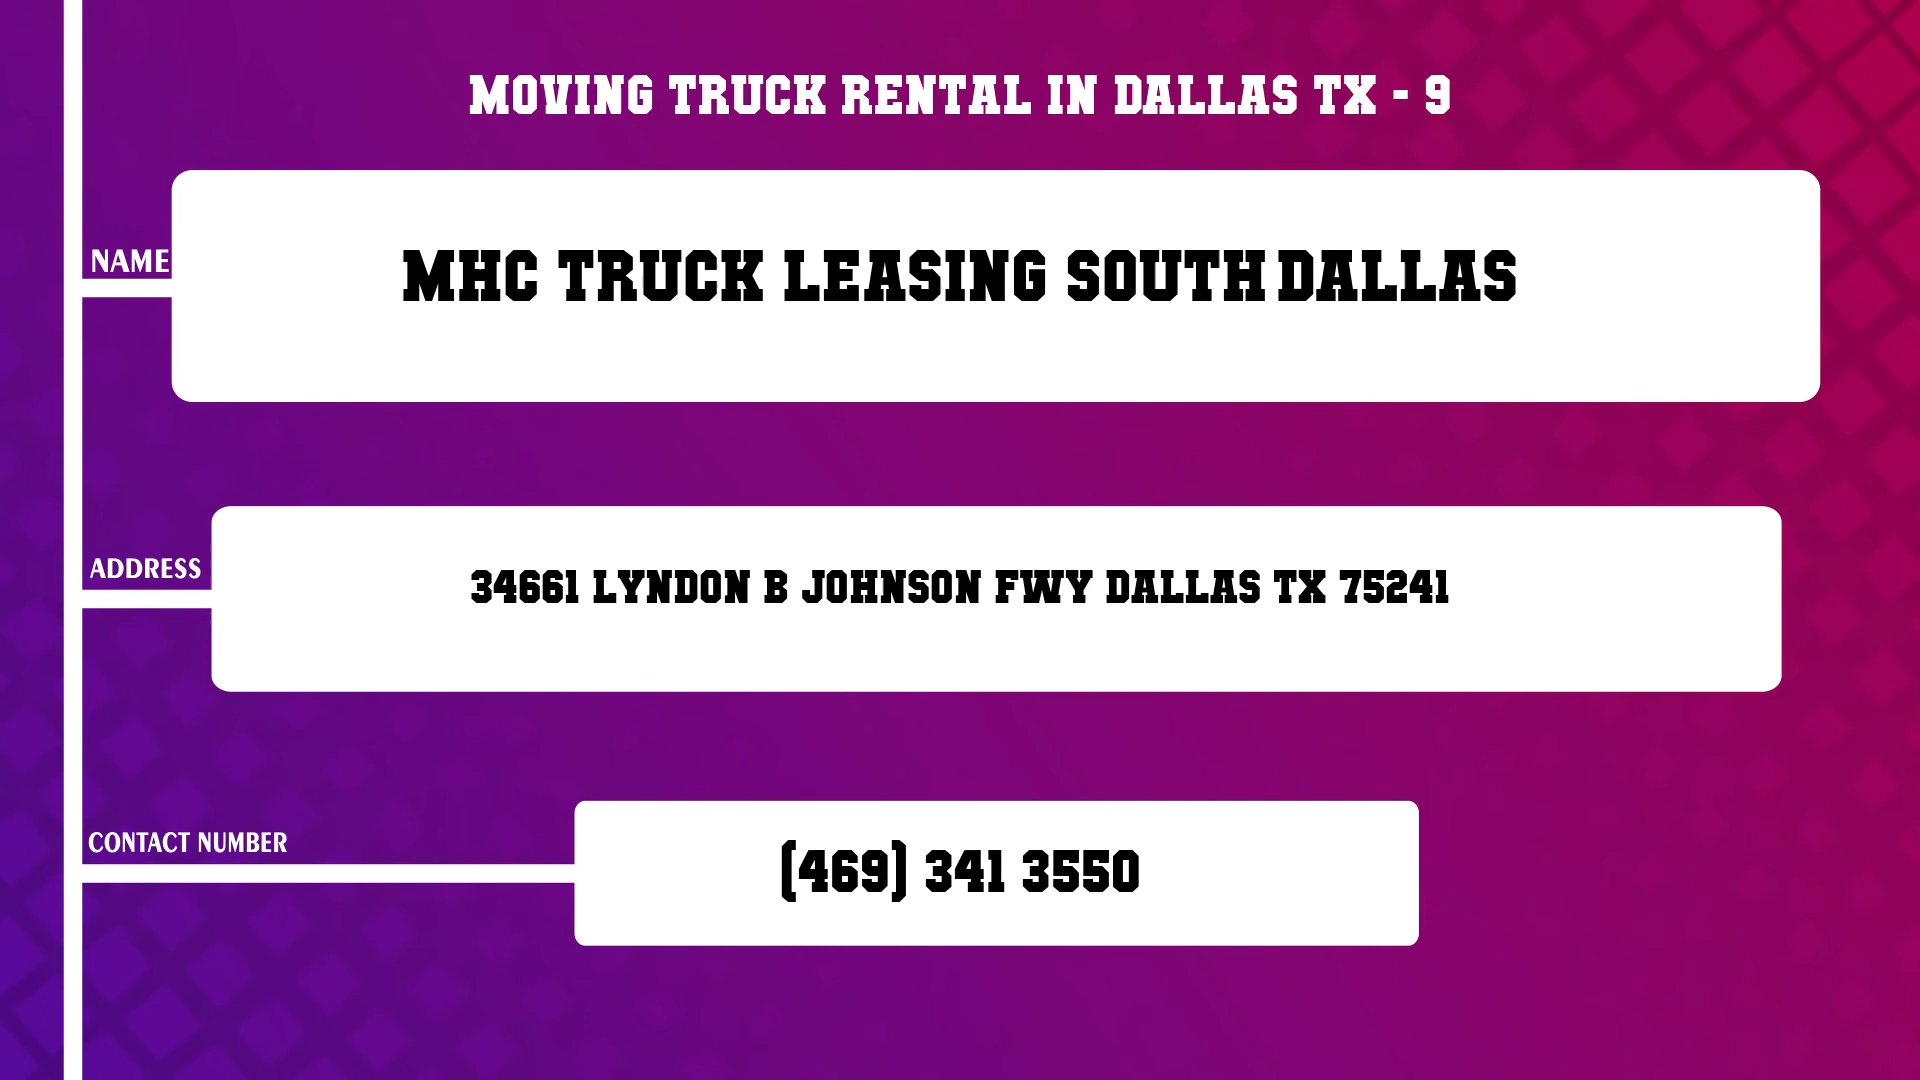 MOVING TRUCK RENTAL IN DALLAS TX - 9
NAME
MHC TRUCK LEASING SOUTH DALLAS
ADDRESS
34661 LYNDON B JOHNSON FWY DALLAS TX 75241
CONTACT NUMBER
(469) 341 3550